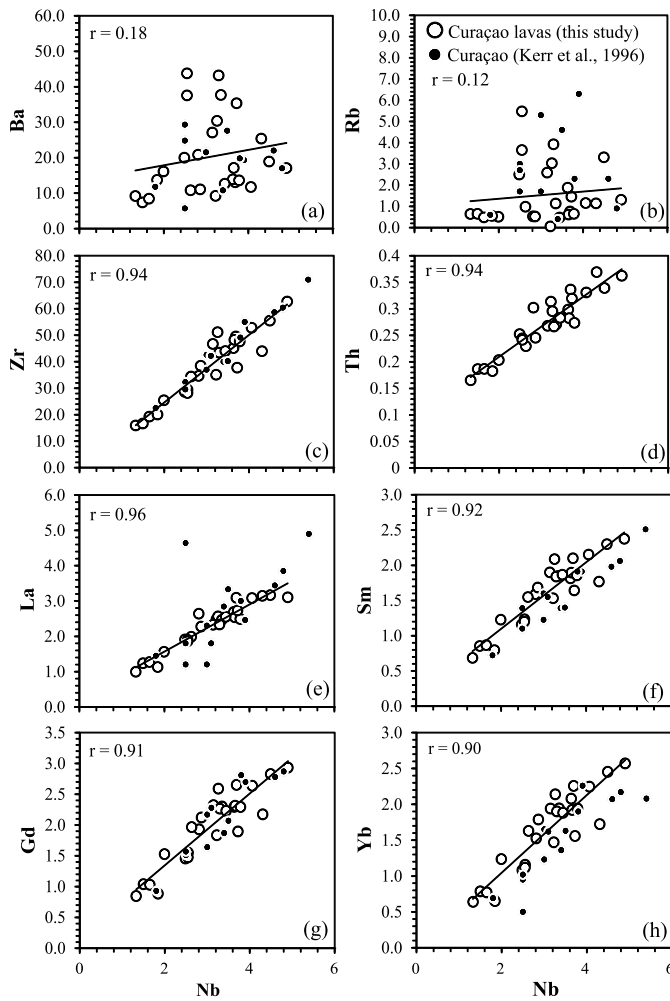 60.0
50.0
40.0
30.0
20.0
10.0
0.0
Ba
r = 0.18
(a)
10.0
9.0
8.0
7.0
6.0
5.0
4.0
3.0
2.0
1.0
0.0
Rb
Curaçao lavas (this study)
Curaçao (Kerr et al., 1996)
r = 0.12
(b)
80.0
70.0
60.0
50.0
40.0
30.0
20.0
10.0
0.0
Zr
r = 0.94
(c)
0.4
0.35
0.3
0.25
0.2
0.15
0.1
0.05
0
Th
r = 0.94
(d)
6.0
5.0
4.0
3.0
2.0
1.0
0.0
La
r = 0.96
(e)
3.0
2.5
2.0
1.5
1.0
0.5
0.0
Sm
r = 0.92
(f)
3.5
3.0
2.5
2.0
1.5
1.0
0.5
0.0
Gd
r = 0.91
(g)
0 2 4 6
Nb
3.0
2.5
2.0
1.5
1.0
0.5
0.0
Yb
r = 0.90
(h)
0 2 4 6
Nb